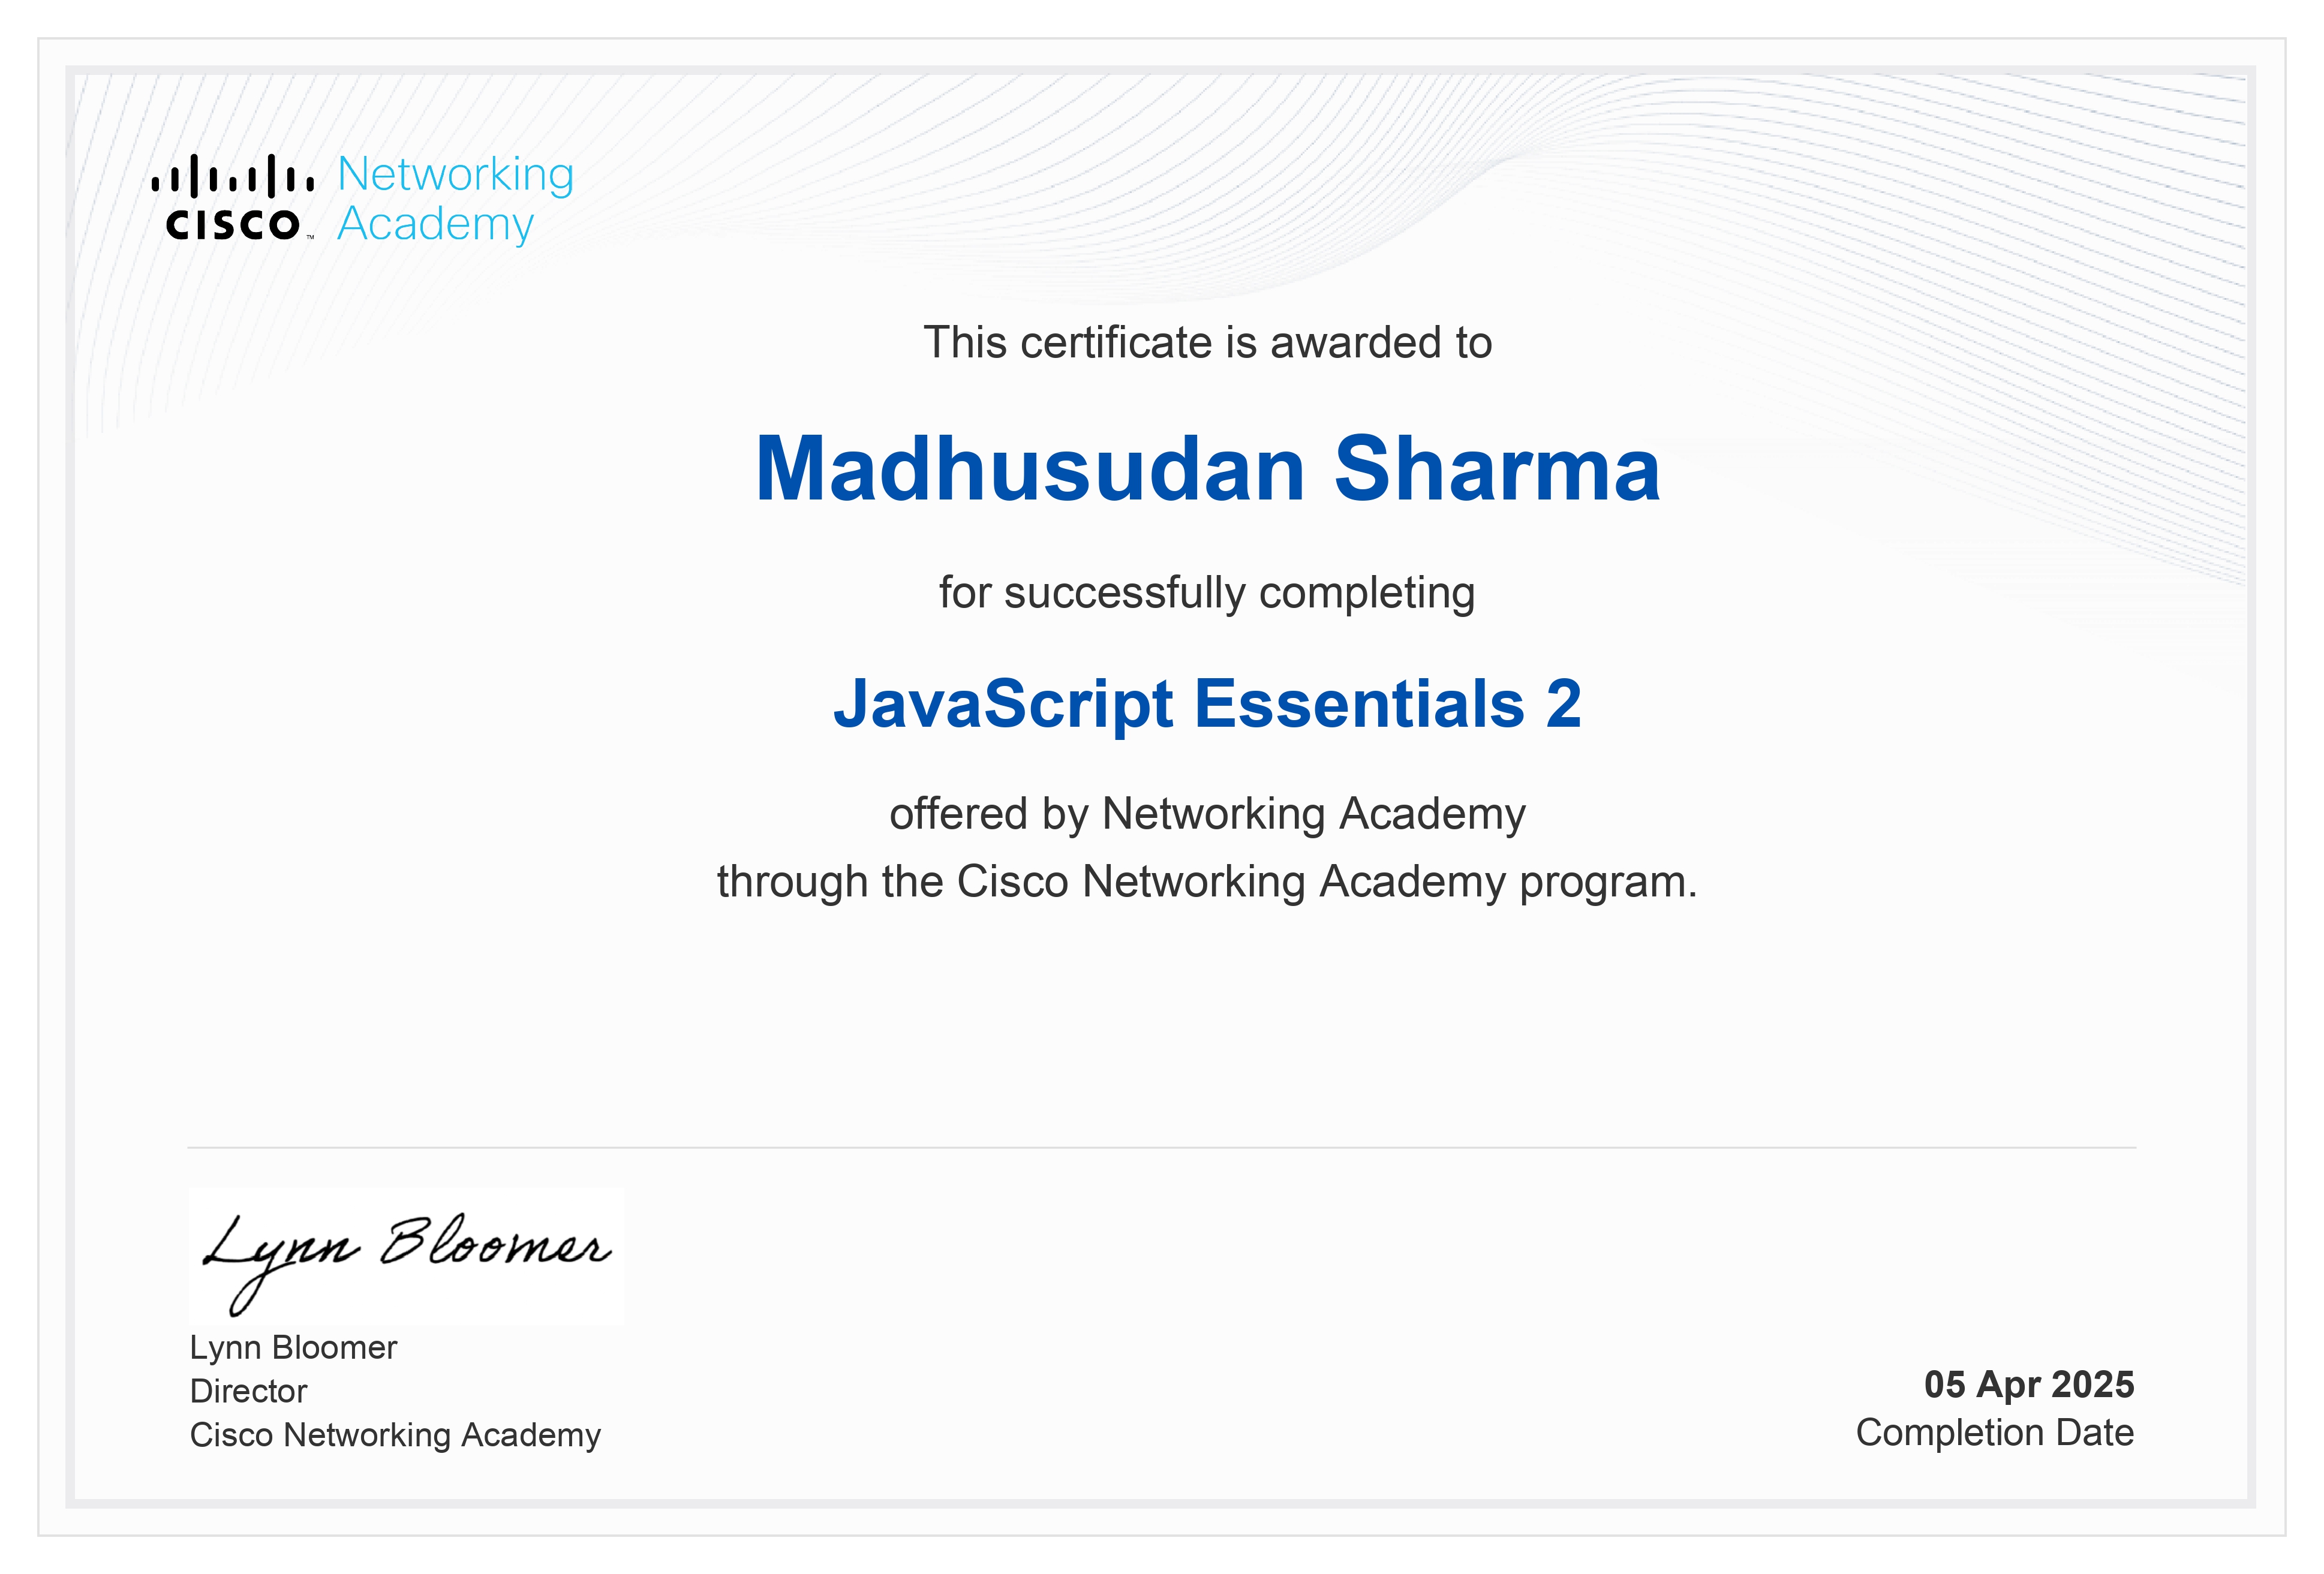 Networking
Academy
CISCO™
This certificate is awarded to
Madhusudan Sharma
for successfully completing
JavaScript Essentials 2
offered by Networking Academy
through the Cisco Networking Academy program.
Lynn Bloomer
Lynn Bloomer
Director
Cisco Networking Academy
05 Apr 2025
Completion Date